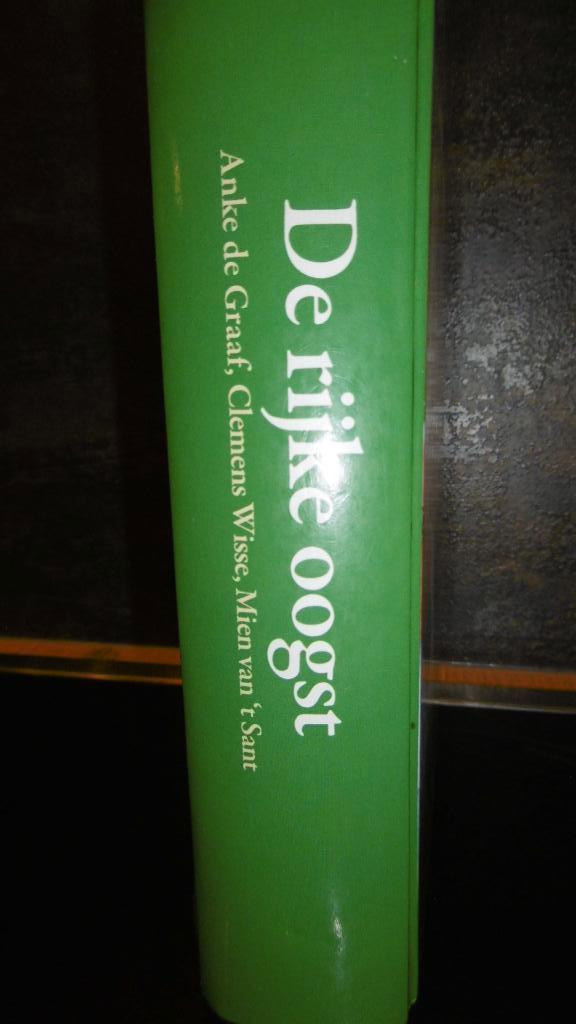 De rijke oogst
Anke de Graaf, Clemens Wisse, Mien van ‘t Sant